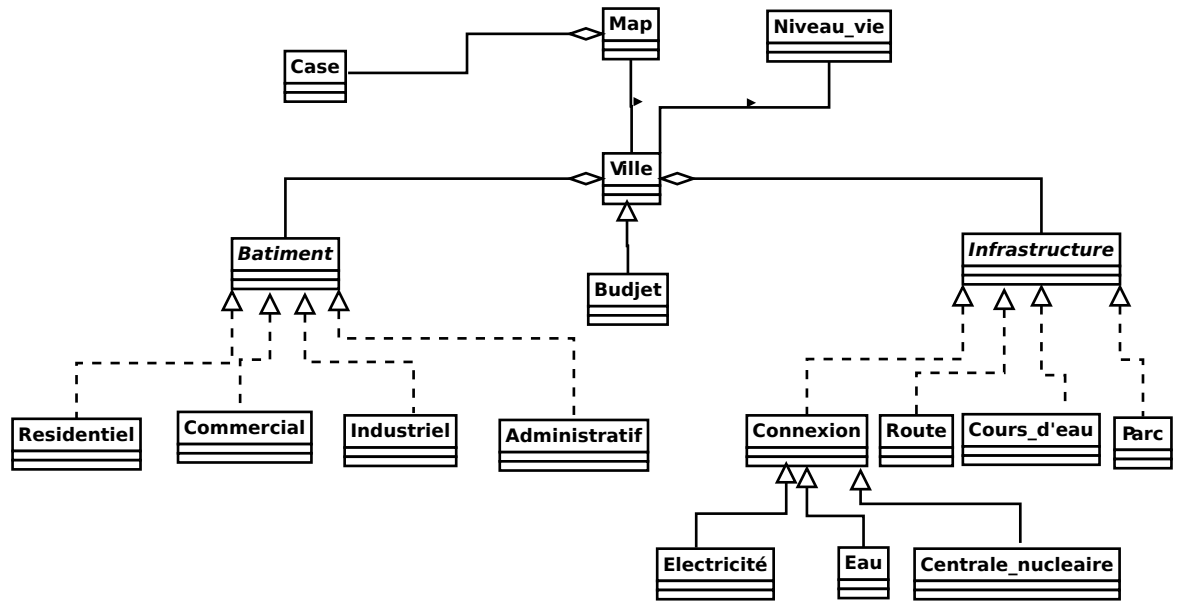 Map
Niveau_vie
Case
Ville
Batiment
Infrastructure
Budjet
Residentiel
Commercial
Industriel
Administratif
Connexion
Route
Cours_d'eau
Parc
Electricité
Eau
Centrale_nucleaire